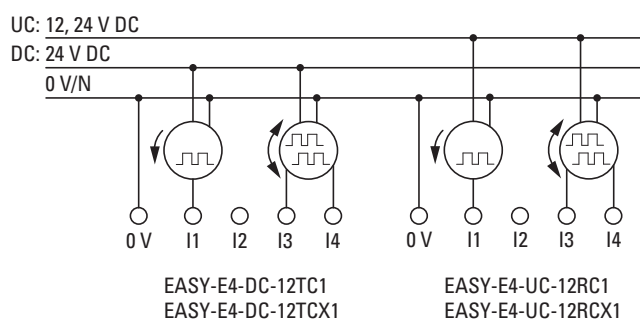 UC: 12, 24 V DC
DC: 24 V DC
0 V/N
0 V I1 I2 I3 I4 0 V I1 I2 I3 I4
EASY-E4-DC-12TC1 EASY-E4-UC-12RC1
EASY-E4-DC-12TCX1 EASY-E4-UC-12RCX1